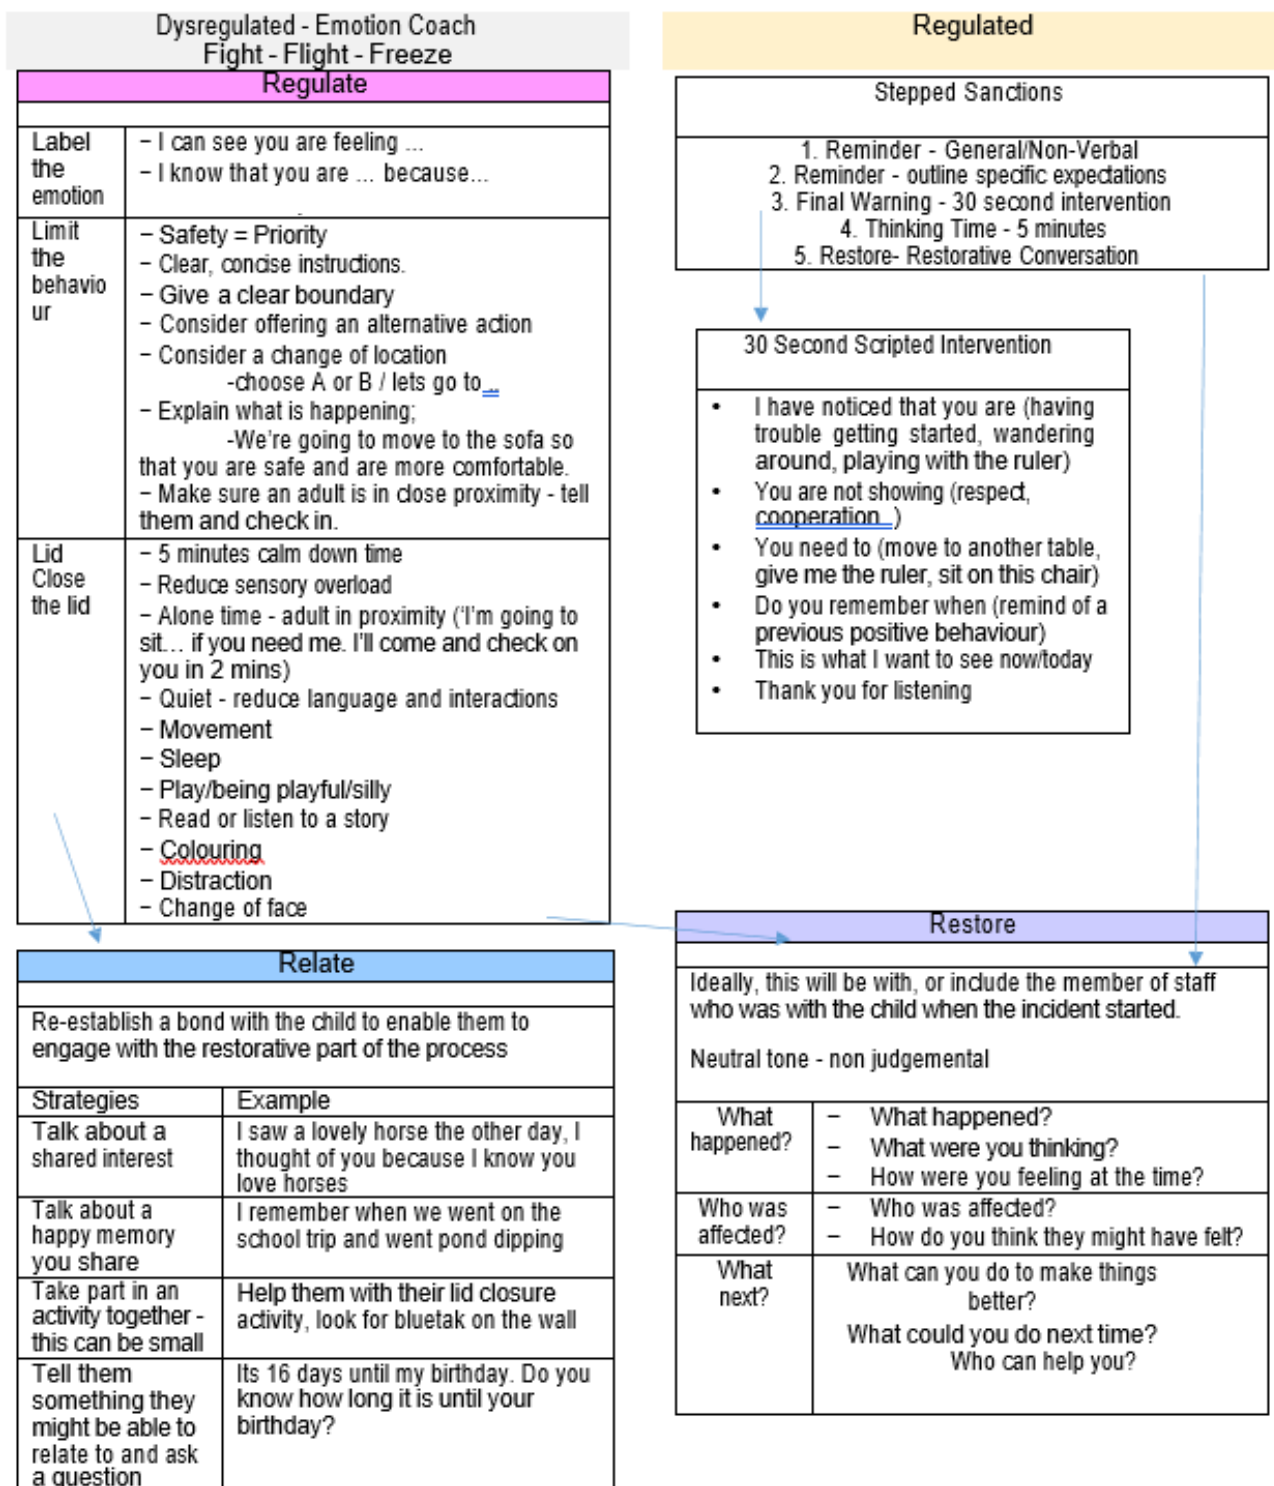 Dysregulated - Emotion Coach
Fight - Flight - Freeze
Regulate
Label
the
emotion
− I can see you are feeling ...
− I know that you are ... because...
Limit
the
behavio
ur
− Safety = Priority
− Clear, concise instructions.
− Give a clear boundary
− Consider offering an alternative action
− Consider a change of location
-choose A or B / lets go to...
− Explain what is happening;
-We're going to move to the sofa so
that you are safe and are more comfortable.
− Make sure an adult is in close proximity - tell
them and check in.
Lid
Close
the lid
− 5 minutes calm down time
− Reduce sensory overload
− Alone time - adult in proximity ('I'm going to
sit... if you need me. I'll come and check on
you in 2 mins)
− Quiet - reduce language and interactions
− Movement
− Sleep
− Play/being playful/silly
− Read or listen to a story
− Colouring
− Distraction
− Change of face
Relate
Re-establish a bond with the child to enable them to
engage with the restorative part of the process
Strategies
Example
Talk about a
shared interest
I saw a lovely horse the other day, I
thought of you because I know you
love horses
Talk about a
happy memory
you share
I remember when we went on the
school trip and went pond dipping
Take part in an
activity together -
this can be small
Help them with their lid closure
activity, look for bluetak on the wall
Tell them
something they
might be able to
relate to and ask
a question
Its 16 days until my birthday. Do you
know how long it is until your
birthday?
Regulated
Stepped Sanctions
1. Reminder - General/Non-Verbal
2. Reminder - outline specific expectations
3. Final Warning - 30 second intervention
4. Thinking Time - 5 minutes
5. Restore- Restorative Conversation
30 Second Scripted Intervention
• I have noticed that you are (having
trouble getting started, wandering
around, playing with the ruler)
• You are not showing (respect,
cooperation...)
• You need to (move to another table,
give me the ruler, sit on this chair)
• Do you remember when (remind of a
previous positive behaviour)
• This is what I want to see now/today
• Thank you for listening
Restore
Ideally, this will be with, or include the member of staff
who was with the child when the incident started.
Neutral tone - non judgemental
What
happened?
− What happened?
− What were you thinking?
− How were you feeling at the time?
Who was
affected?
− Who was affected?
− How do you think they might have felt?
What
next?
What can you do to make things
better?
What could you do next time?
Who can help you?